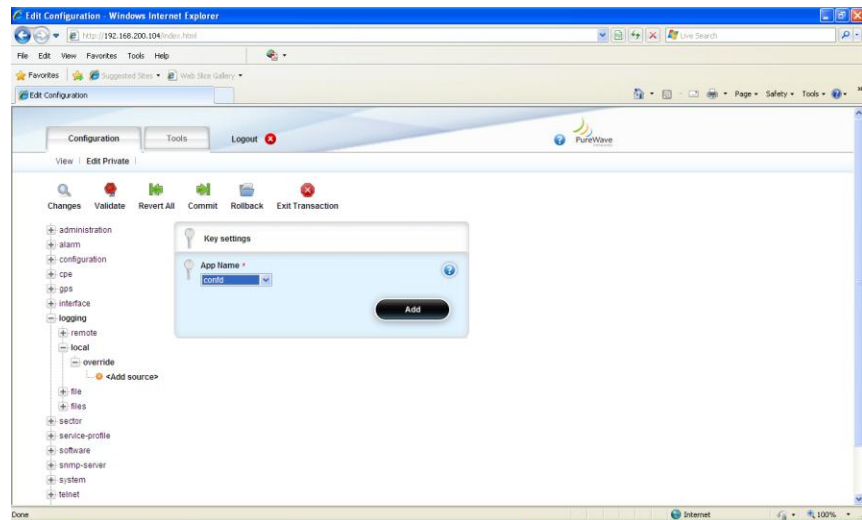 Edit Configuration - Windows Internet Explorer
http://192.168.200.104/index.html
Live Search
File Edit View Favorites Tools Help
Favorites Suggested Sites Web Slice Gallery
Edit Configuration
Page Safety Tools
Configuration Tools Logout
PureWave
View Edit Private
Changes Validate Revert All Commit Rollback Exit Transaction
administration
alarm
configuration
cpe
gps
interface
logging
remote
local
override
<Add source>
file
files
sector
service-profile
software
snmp-server
system
telnet
Key settings
App Name *
confd
Add
Done
Internet
100%